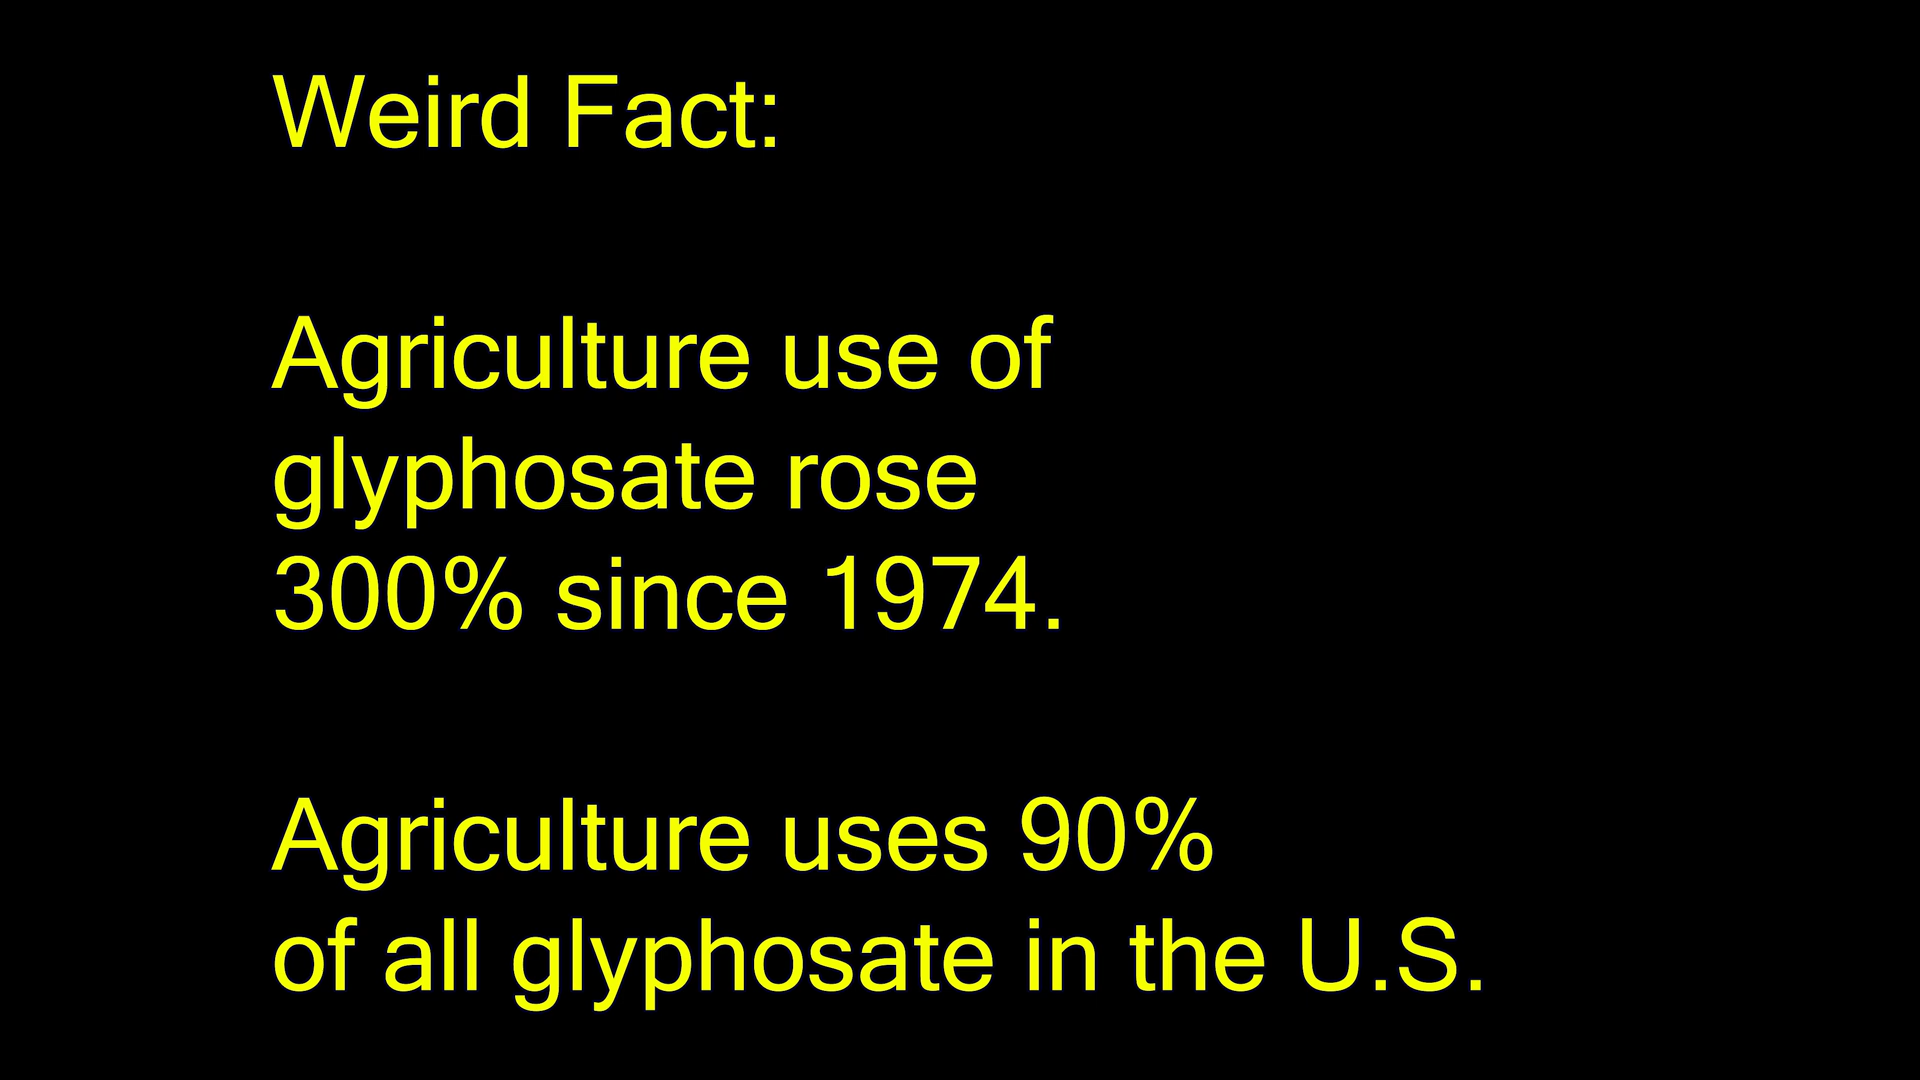 Weird Fact:
Agriculture use of
glyphosate rose
300% since 1974.
Agriculture uses 90%
of all glyphosate in the U.S.